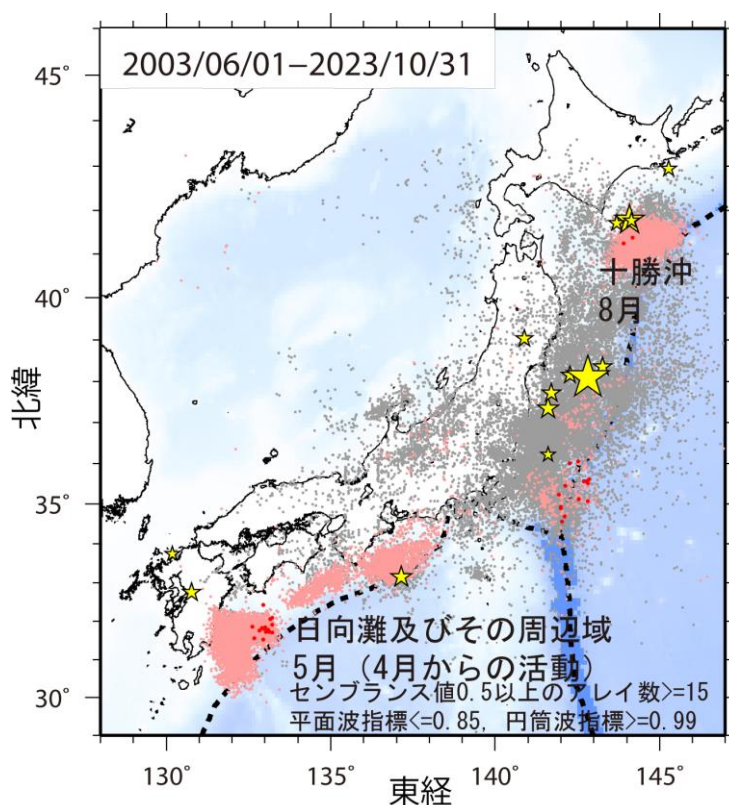 2003/06/01−2023/10/31
45°
40°
35°
30°
北緯
十勝沖
8月
日向灘及びその周辺域
5月（4月からの活動）
センブランス値0.5以上のアレイ数>=15
平面波指標<=0.85, 円筒波指標>=0.99
130°
135°
140°
145°
東経